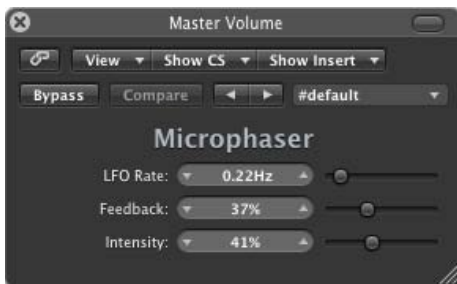 Master Volume
View Show CS Show Insert
Bypass Compare #default
Microphaser
LFO Rate: 0.22Hz
Feedback: 37%
Intensity: 41%